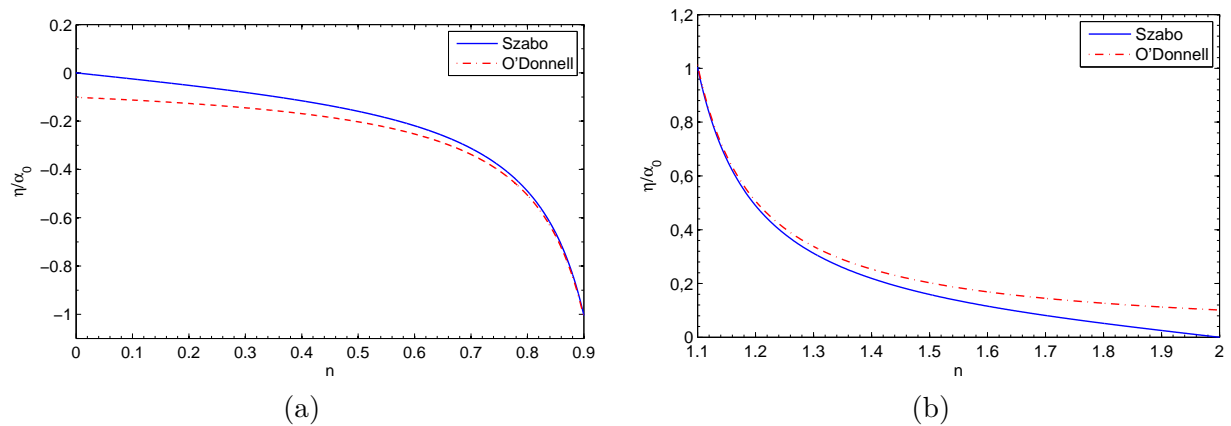 0.2
0
−0.2
−0.4
−0.6
−0.8
−1
η/α0
Szabo
O'Donnell
0 0.1 0.2 0.3 0.4 0.5 0.6 0.7 0.8 0.9
n
(a)
1,2
1
0,8
0,6
0,4
0,2
0
η/α0
Szabo
O'Donnell
1.1 1.2 1.3 1.4 1.5 1.6 1.7 1.8 1.9 2
n
(b)